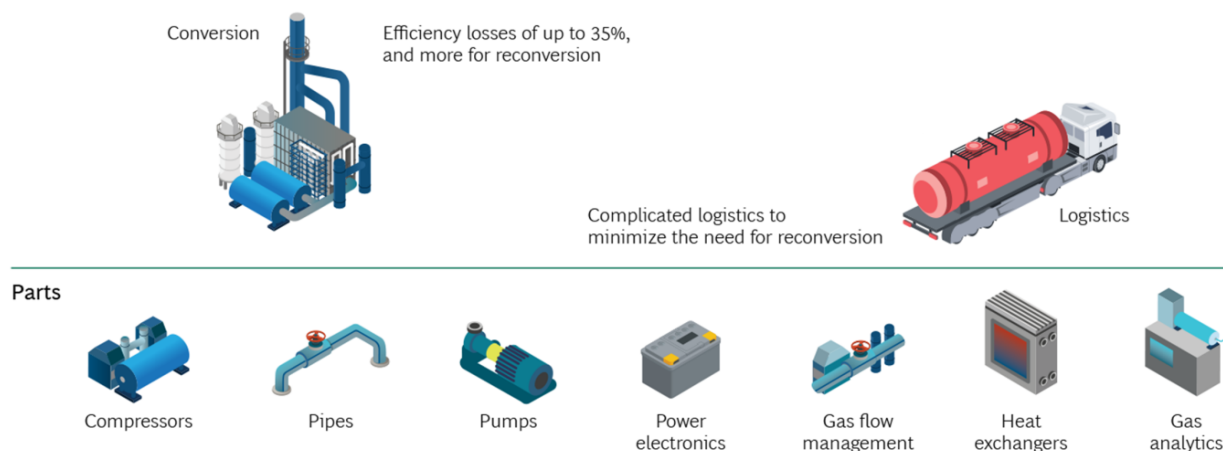 Conversion
Efficiency losses of up to 35%,
and more for reconversion
Complicated logistics to
minimize the need for reconversion
Logistics
Parts
Compressors
Pipes
Pumps
Power
electronics
Gas flow
management
Heat
exchangers
Gas
analytics